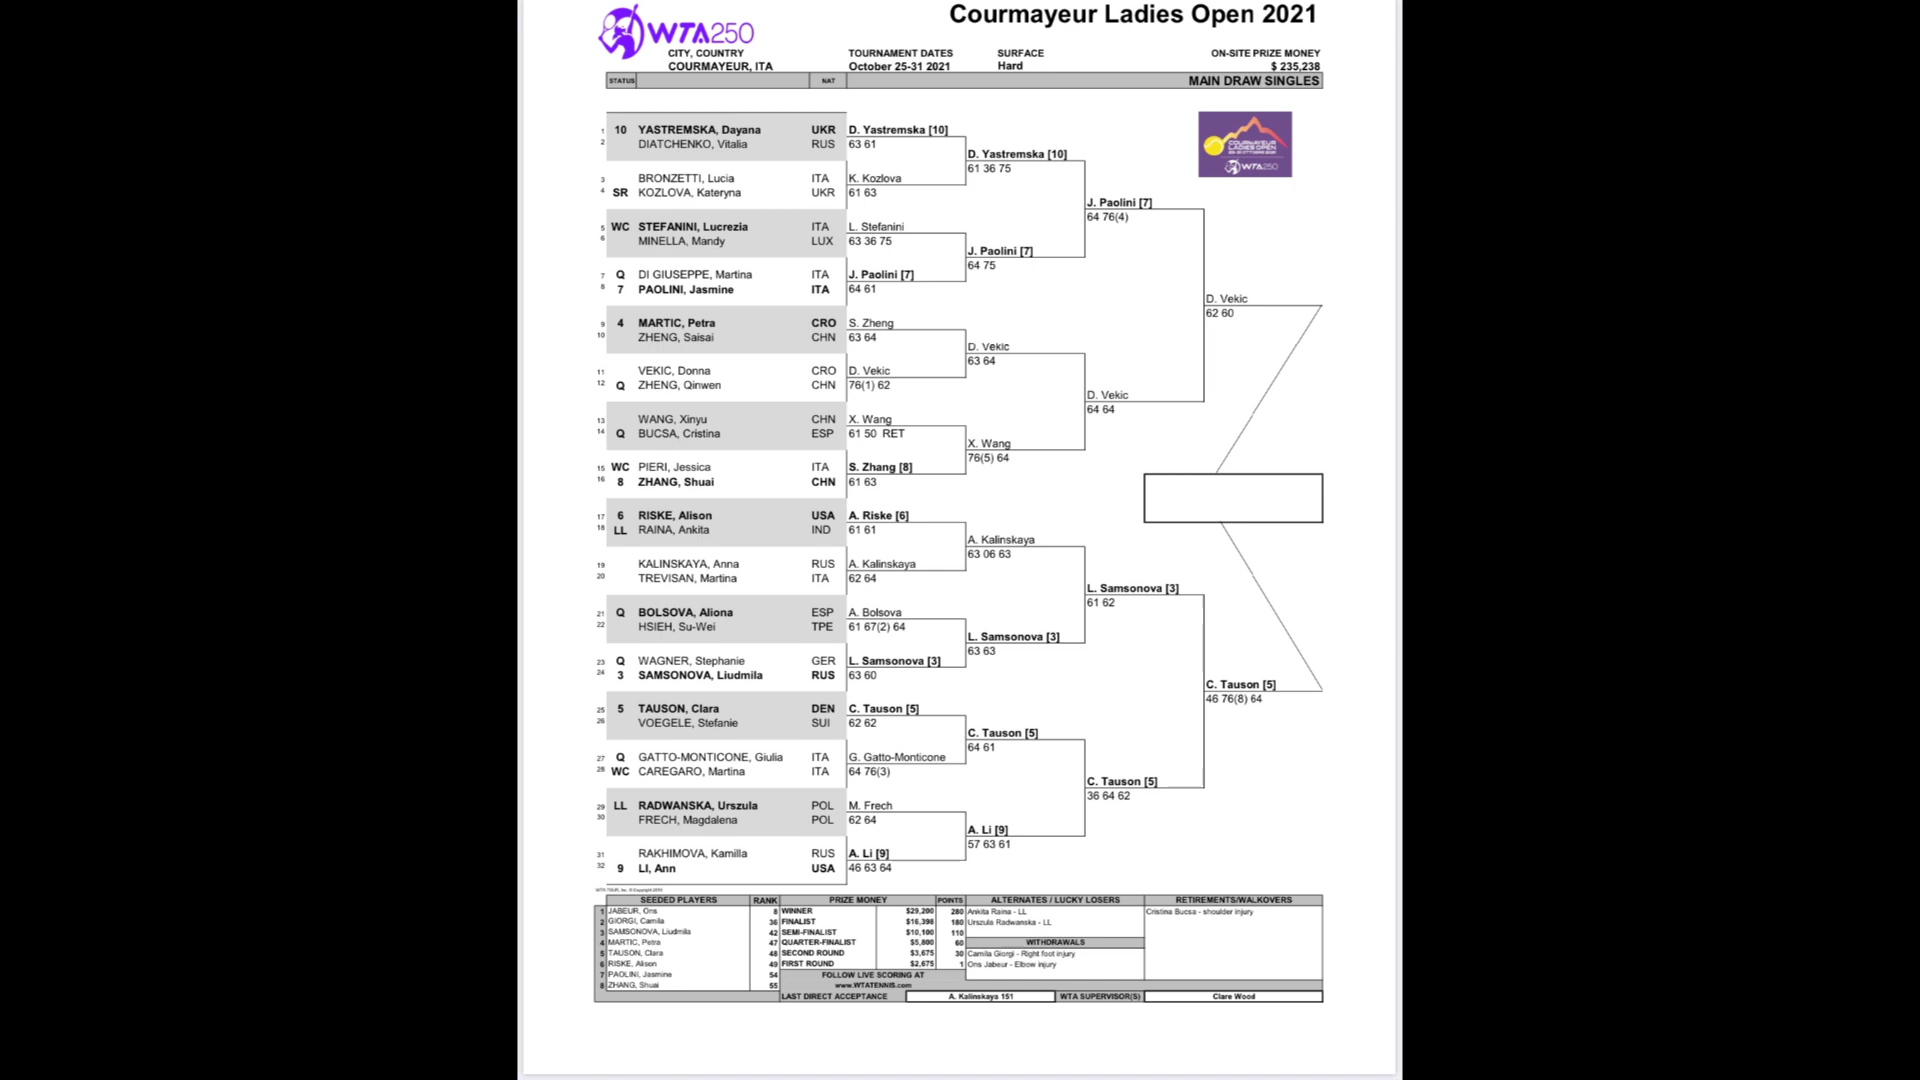 WTA250
Courmayeur Ladies Open 2021
CITY, COUNTRY TOURNAMENT DATES SURFACE ON-SITE PRIZE MONEY
COURMAYEUR, ITA October 25-31 2021 Hard $ 235,238
STATUS NAT MAIN DRAW SINGLES
COURMAYEUR
LADIES OPEN
WTA250
1 10 YASTREMSKA, Dayana UKR D. Yastremska [10]
2 DIATCHENKO, Vitalia RUS 63 61
D. Yastremska [10]
61 36 75
3 BRONZETTI, Lucia ITA K. Kozlova
4 SR KOZLOVA, Kateryna UKR 61 63
J. Paolini [7]
64 76(4)
5 WC STEFANINI, Lucrezia ITA L. Stefanini
6 MINELLA, Mandy LUX 63 36 75
J. Paolini [7]
64 75
7 Q DI GIUSEPPE, Martina ITA J. Paolini [7]
8 7 PAOLINI, Jasmine ITA 64 61
D. Vekic
62 60
9 4 MARTIC, Petra CRO S. Zheng
10 ZHENG, Saisai CHN 63 64
D. Vekic
63 64
11 VEKIC, Donna CRO D. Vekic
12 Q ZHENG, Qinwen CHN 76(1) 62
D. Vekic
64 64
13 WANG, Xinyu CHN X. Wang
14 Q BUCSA, Cristina ESP 61 50 RET
X. Wang
76(5) 64
15 WC PIERI, Jessica ITA S. Zhang [8]
16 8 ZHANG, Shuai CHN 61 63
17 6 RISKE, Alison USA A. Riske [6]
18 LL RAINA, Ankita IND 61 61
A. Kalinskaya
63 06 63
19 KALINSKAYA, Anna RUS A. Kalinskaya
20 TREVISAN, Martina ITA 62 64
L. Samsonova [3]
61 62
21 Q BOLSOVA, Aliona ESP A. Bolsova
22 HSIEH, Su-Wei TPE 61 67(2) 64
L. Samsonova [3]
63 63
23 Q WAGNER, Stephanie GER L. Samsonova [3]
24 3 SAMSONOVA, Liudmila RUS 63 60
C. Tauson [5]
46 76(8) 64
25 5 TAUSON, Clara DEN C. Tauson [5]
26 VOEGELE, Stefanie SUI 62 62
C. Tauson [5]
64 61
27 Q GATTO-MONTICONE, Giulia ITA G. Gatto-Monticone
28 WC CAREGARO, Martina ITA 64 76(3)
C. Tauson [5]
36 64 62
29 LL RADWANSKA, Urszula POL M. Frech
30 FRECH, Magdalena POL 62 64
A. Li [9]
57 63 61
31 RAKHIMOVA, Kamilla RUS A. Li [9]
32 9 LI, Ann USA 46 63 64
WTA TOUR, Inc. © Copyright
SEEDED PLAYERS RANK PRIZE MONEY POINTS ALTERNATES / LUCKY LOSERS RETIREMENTS/WALKOVERS
1 JABEUR, Ons 8 WINNER $29,200 280 Ankita Raina - LL Cristina Bucsa - shoulder injury
2 GIORGI, Camila 36 FINALIST $16,398 180 Urszula Radwanska - LL
3 SAMSONOVA, Liudmila 42 SEMI-FINALIST $10,100 110
4 MARTIC, Petra 47 QUARTER-FINALIST $5,800 60 WITHDRAWALS
5 TAUSON, Clara 48 SECOND ROUND $3,675 30 Camila Giorgi - Right foot injury
6 RISKE, Alison 49 FIRST ROUND $2,675 1 Ons Jabeur - Elbow injury
7 PAOLINI, Jasmine 54 FOLLOW LIVE SCORING AT
8 ZHANG, Shuai 55 www.WTATENNIS.com
LAST DIRECT ACCEPTANCE A. Kalinskaya 151 WTA SUPERVISOR(S) Clare Wood